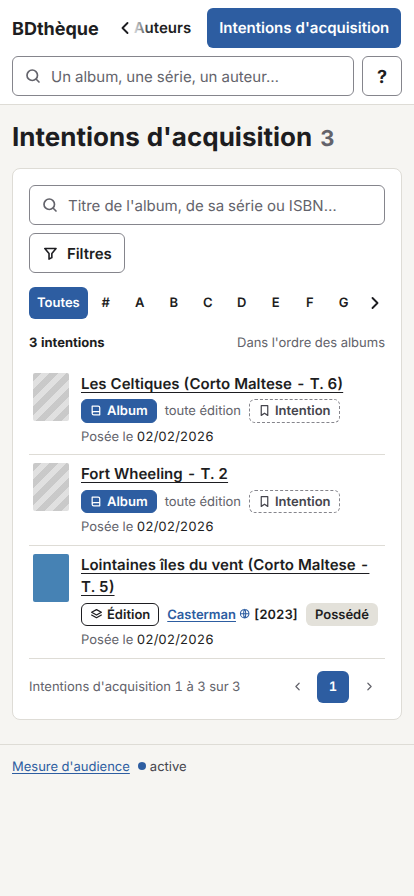 BDthèque
Auteurs
Intentions d'acquisition
Un album, une série, un auteur...
?
Intentions d'acquisition 3
Titre de l'album, de sa série ou ISBN...
Filtres
Toutes # A B C D E F G
3 intentions
Dans l'ordre des albums
Les Celtiques (Corto Maltese - T. 6)
Album toute édition Intention
Posée le 02/02/2026
Fort Wheeling - T. 2
Album toute édition Intention
Posée le 02/02/2026
Lointaines îles du vent (Corto Maltese -
T. 5)
Édition Casterman [2023] Possédé
Posée le 02/02/2026
Intentions d'acquisition 1 à 3 sur 3
1
Mesure d'audience active